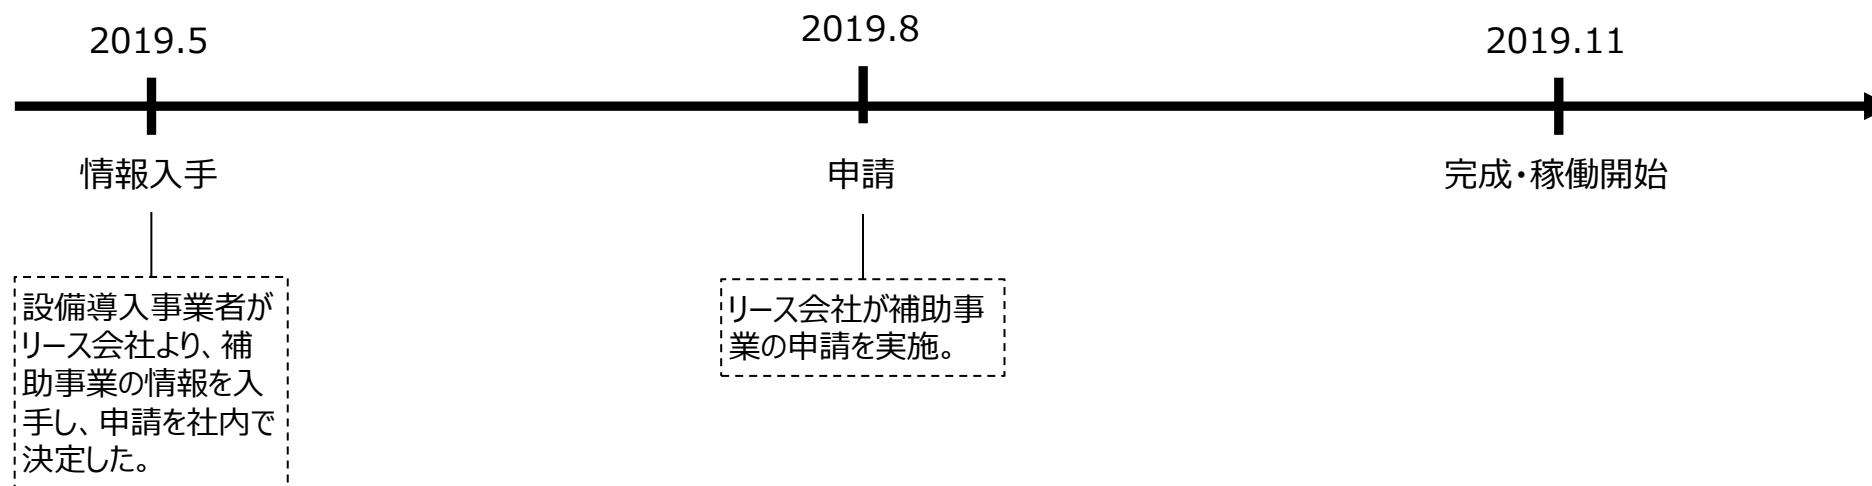 2019.5
2019.8
2019.11
情報入手
申請
完成・稼働開始
設備導入事業者が
リース会社より、補
助事業の情報を入
手し、申請を社内で
決定した。
リース会社が補助事
業の申請を実施。